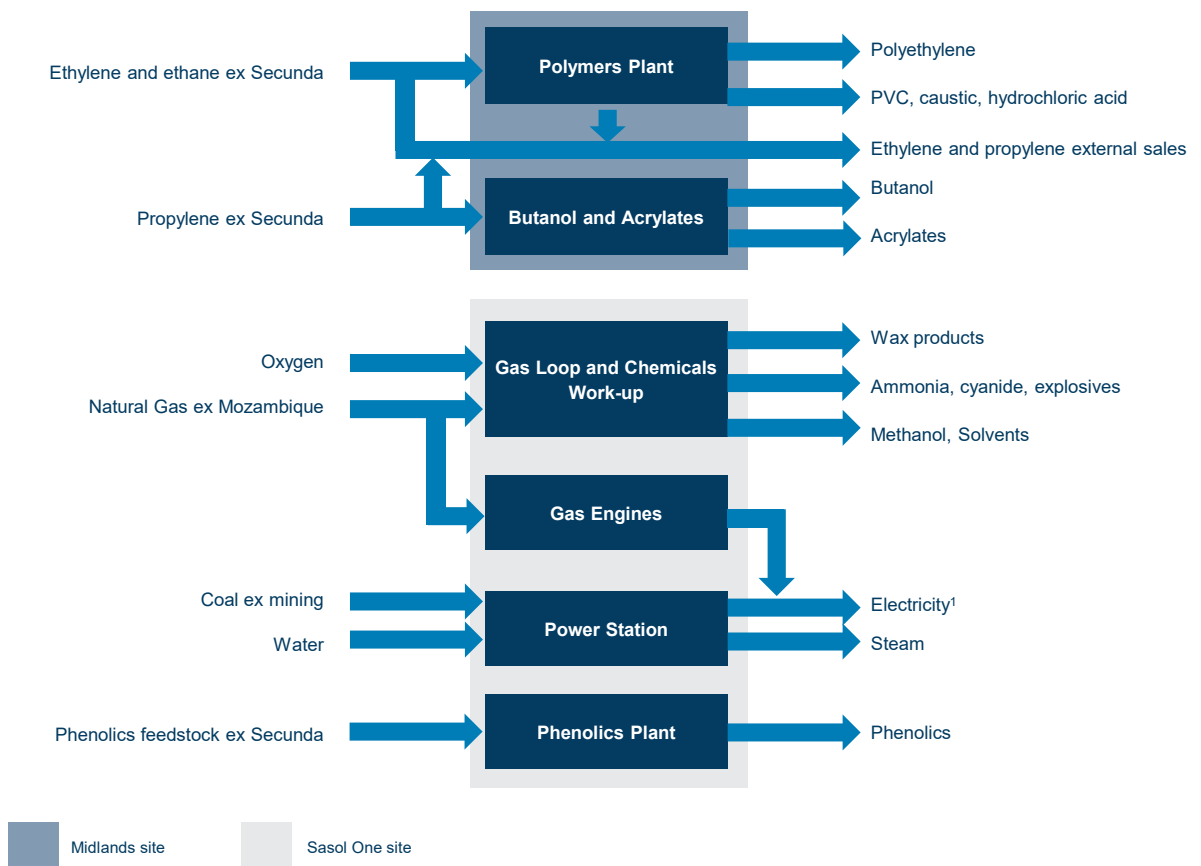 Ethylene and ethane ex Secunda
Polymers Plant
Polyethylene
PVC, caustic, hydrochloric acid
Ethylene and propylene external sales
Propylene ex Secunda
Butanol and Acrylates
Butanol
Acrylates
Oxygen
Natural Gas ex Mozambique
Gas Loop and Chemicals
Work-up
Wax products
Ammonia, cyanide, explosives
Methanol, Solvents
Gas Engines
Coal ex mining
Water
Power Station
Electricity¹
Steam
Phenolics feedstock ex Secunda
Phenolics Plant
Phenolics
Midlands site
Sasol One site